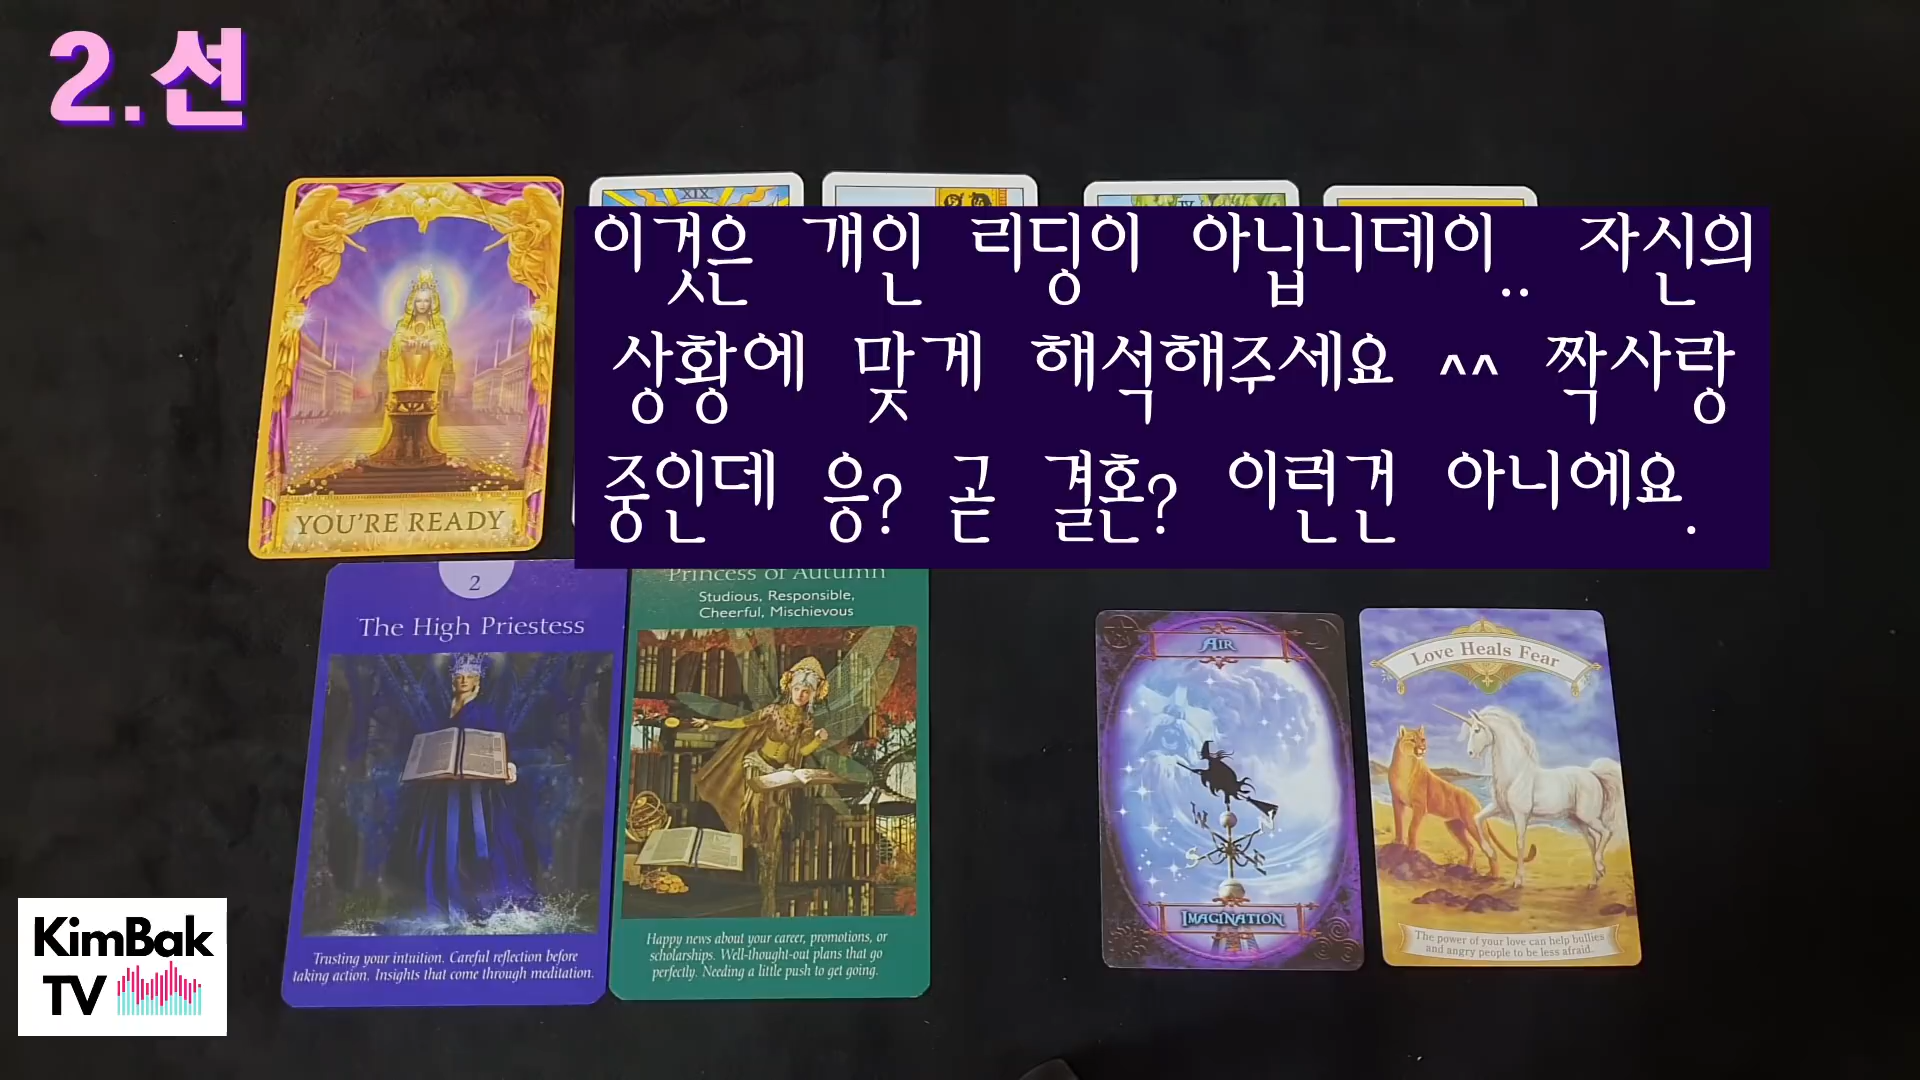 2.션
XIX
IV
이것은 개인 리딩이 아닙니데이.. 자신의
상황에 맞게 해석해주세요 ^^ 짝사랑
중인데 응? 곧 결혼? 이런건 아니에요.
YOU'RE READY
2
The High Priestess
Trusting your intuition. Careful reflection before
taking action. Insights that come through meditation.
Princess of Autumn
Studious, Responsible,
Cheerful, Mischievous
Happy news about your career, promotions, or
scholarships. Well-thought-out plans that go
perfectly. Needing a little push to get going.
AIR
W N
S E
IMAGINATION
Love Heals Fear
The power of your love can help bullies
and angry people to be less afraid.
KimBak
TV